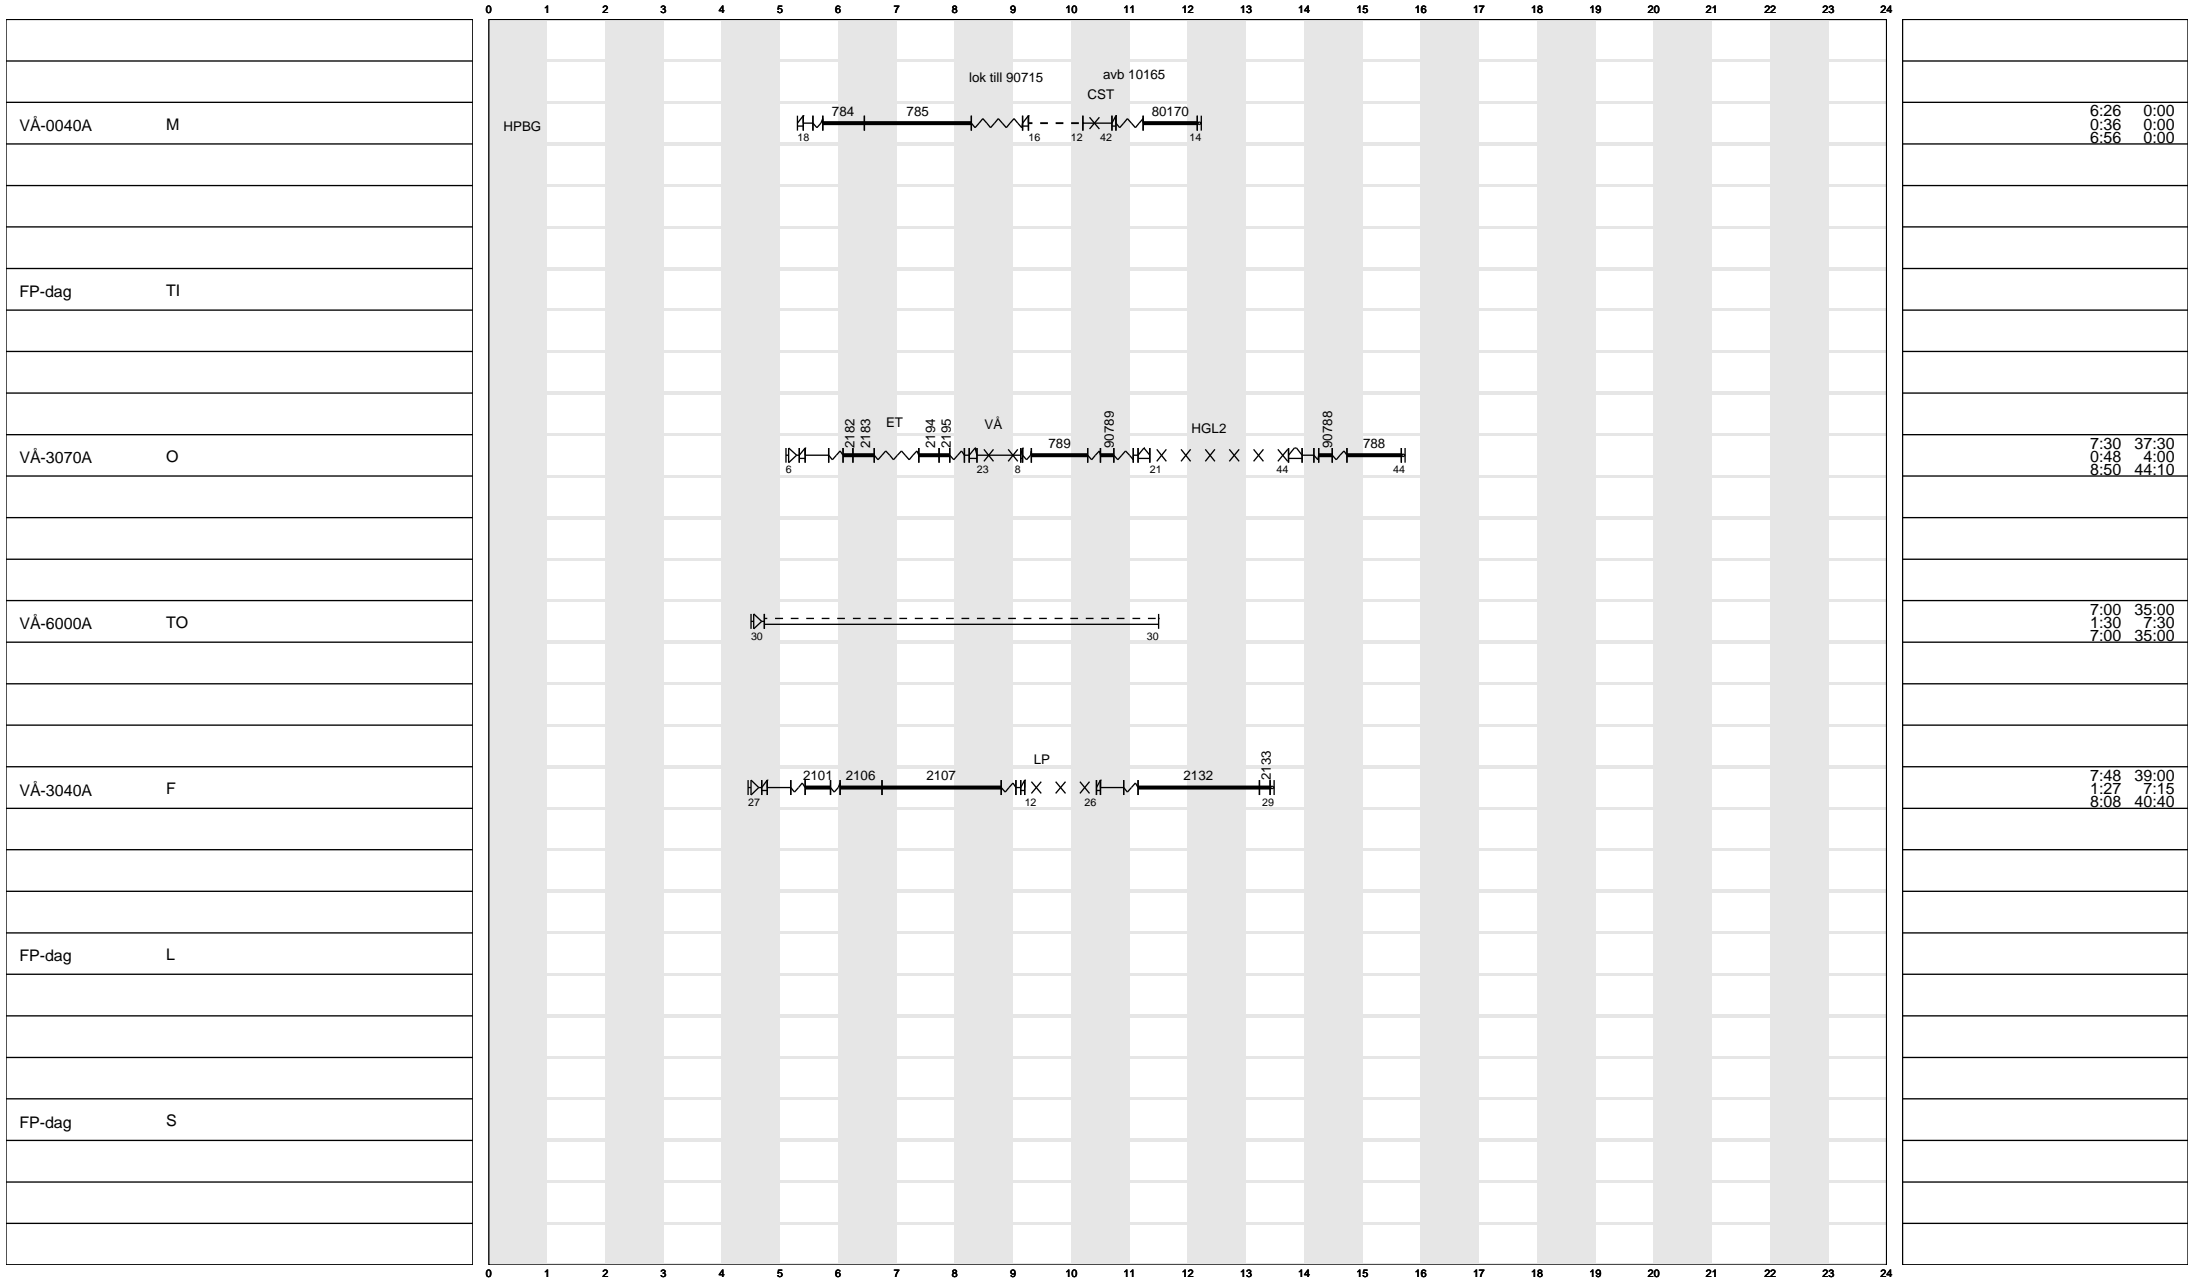 0 1 2 3 4 5 6 7 8 9 10 11 12 13 14 15 16 17 18 19 20 21 22 23 24
lok till 90715 avb 10165
CST
784 785 80170
VÅ-0040A M HPBG 6:26 0:00
0:36 0:00
18 16 12 42 14 6:56 0:00
FP-dag TI
2182 2183 ET 2194 2195 VÅ 90789 HGL2 90788
789 788
VÅ-3070A O 7:30 37:30
0:48 4:00
6 23 8 21 44 44 8:50 44:10
VÅ-6000A TO 7:00 35:00
1:30 7:30
30 30 7:00 35:00
LP 2133
2101 2106 2107 2132
VÅ-3040A F 7:48 39:00
1:27 7:15
27 12 26 29 8:08 40:40
FP-dag L
FP-dag S
0 1 2 3 4 5 6 7 8 9 10 11 12 13 14 15 16 17 18 19 20 21 22 23 24